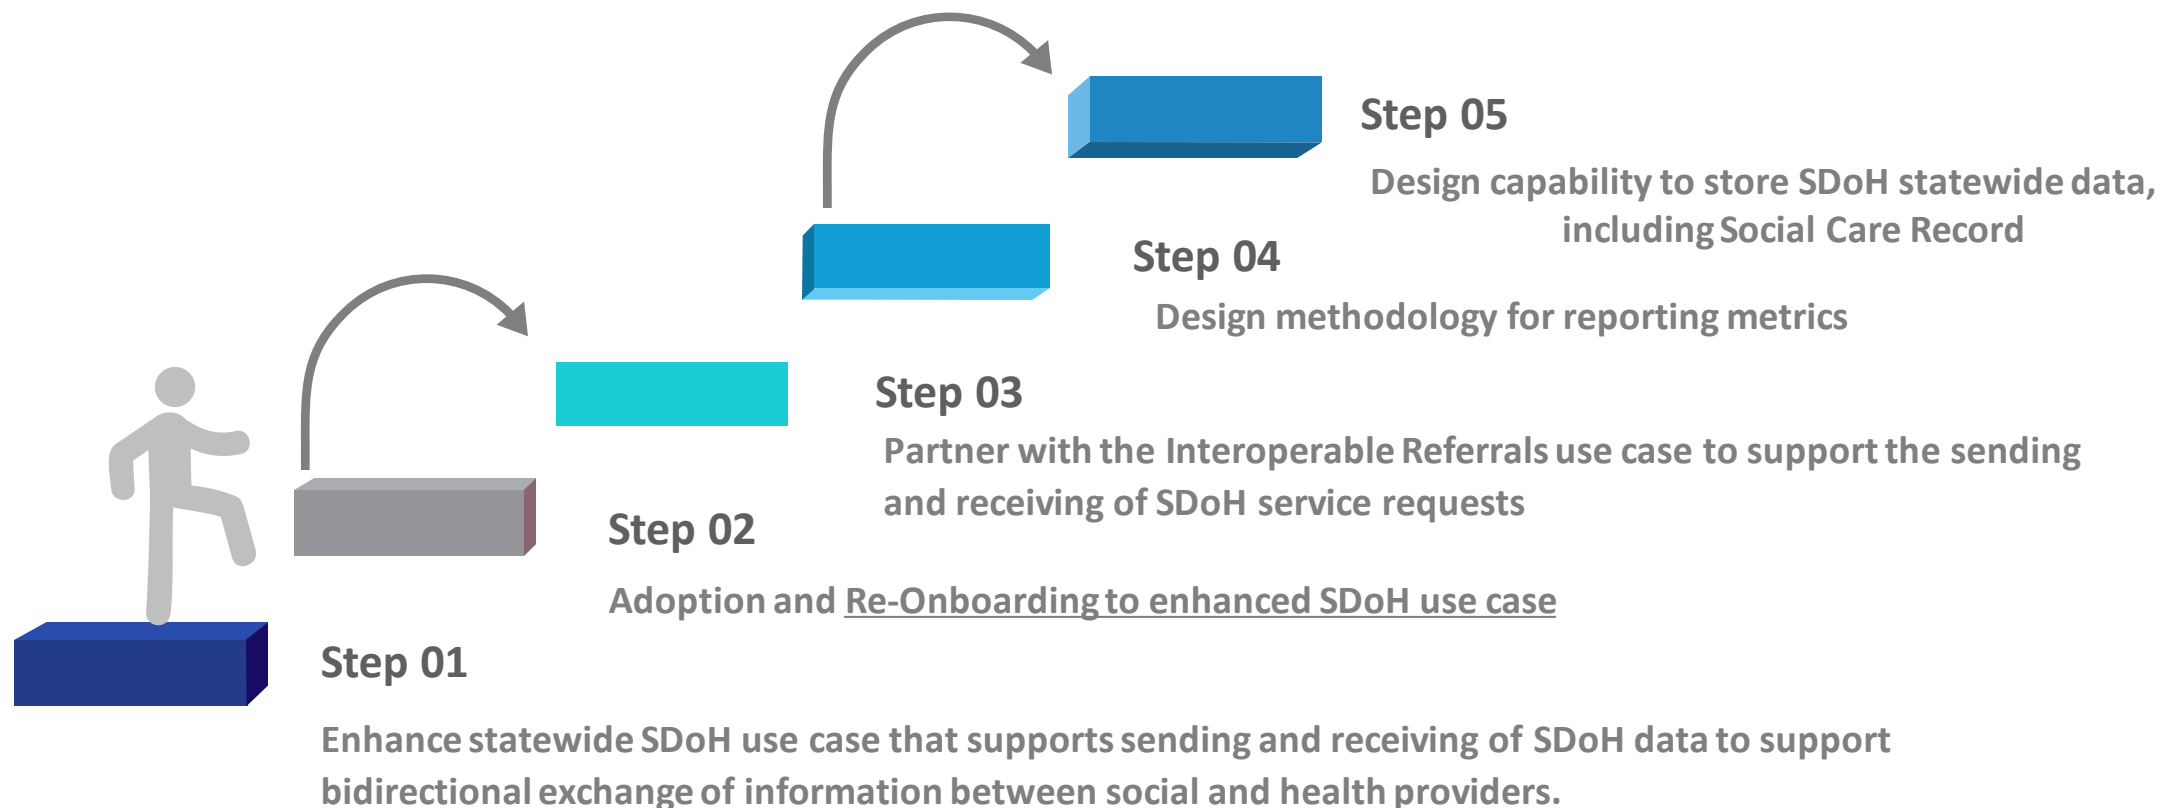 Step 05
Design capability to store SDoH statewide data,
including Social Care Record
Step 04
Design methodology for reporting metrics
Step 03
Partner with the Interoperable Referrals use case to support the sending
and receiving of SDoH service requests
Step 02
Adoption and Re-Onboarding to enhanced SDoH use case
Step 01
Enhance statewide SDoH use case that supports sending and receiving of SDoH data to support
bidirectional exchange of information between social and health providers.